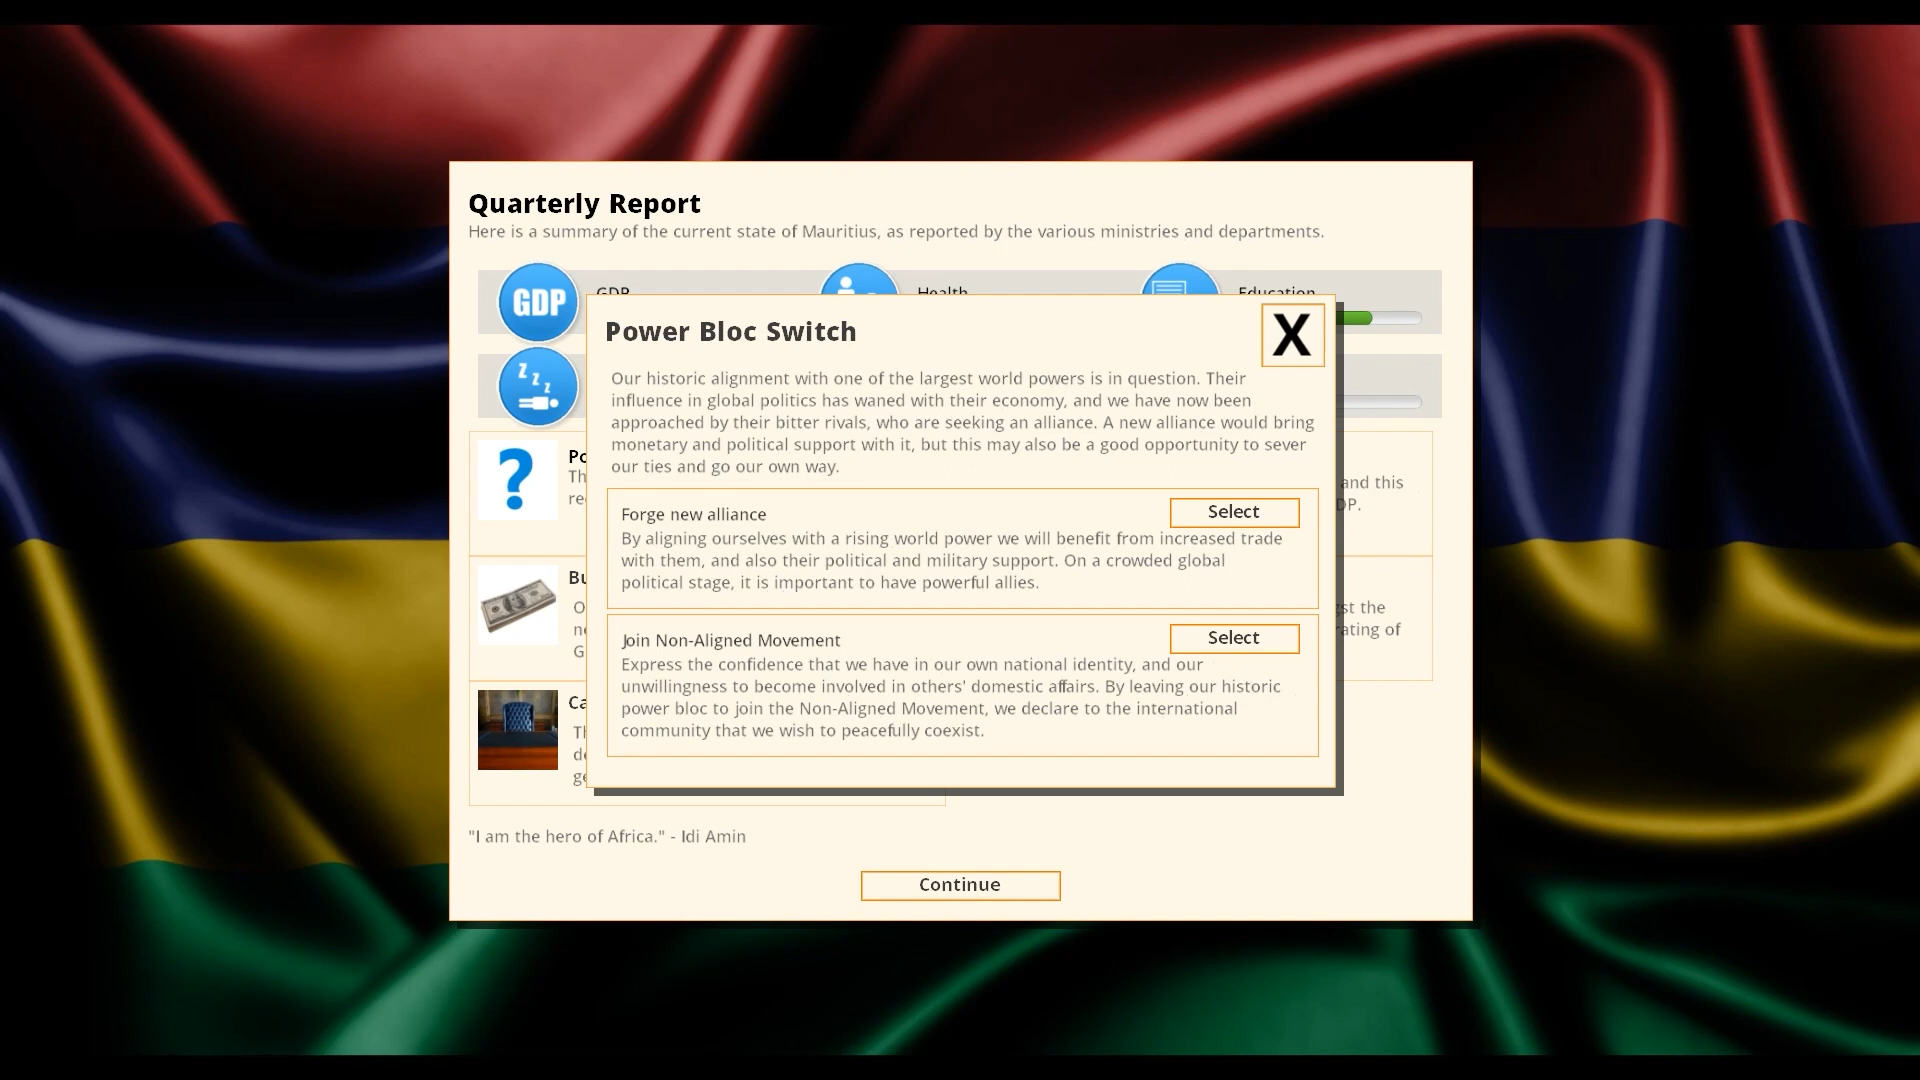 Quarterly Report
Here is a summary of the current state of Mauritius, as reported by the various ministries and departments.
GDP
GDP
Health
Education
Power Bloc Switch
X
Our historic alignment with one of the largest world powers is in question. Their
influence in global politics has waned with their economy, and we have now been
approached by their bitter rivals, who are seeking an alliance. A new alliance would bring
monetary and political support with it, but this may also be a good opportunity to sever
our ties and go our own way.
Forge new alliance
Select
By aligning ourselves with a rising world power we will benefit from increased trade
with them, and also their political and military support. On a crowded global
political stage, it is important to have powerful allies.
Join Non-Aligned Movement
Select
Express the confidence that we have in our own national identity, and our
unwillingness to become involved in others' domestic affairs. By leaving our historic
power bloc to join the Non-Aligned Movement, we declare to the international
community that we wish to peacefully coexist.
z z z
?
and this
the
rating of
"I am the hero of Africa." - Idi Amin
Continue